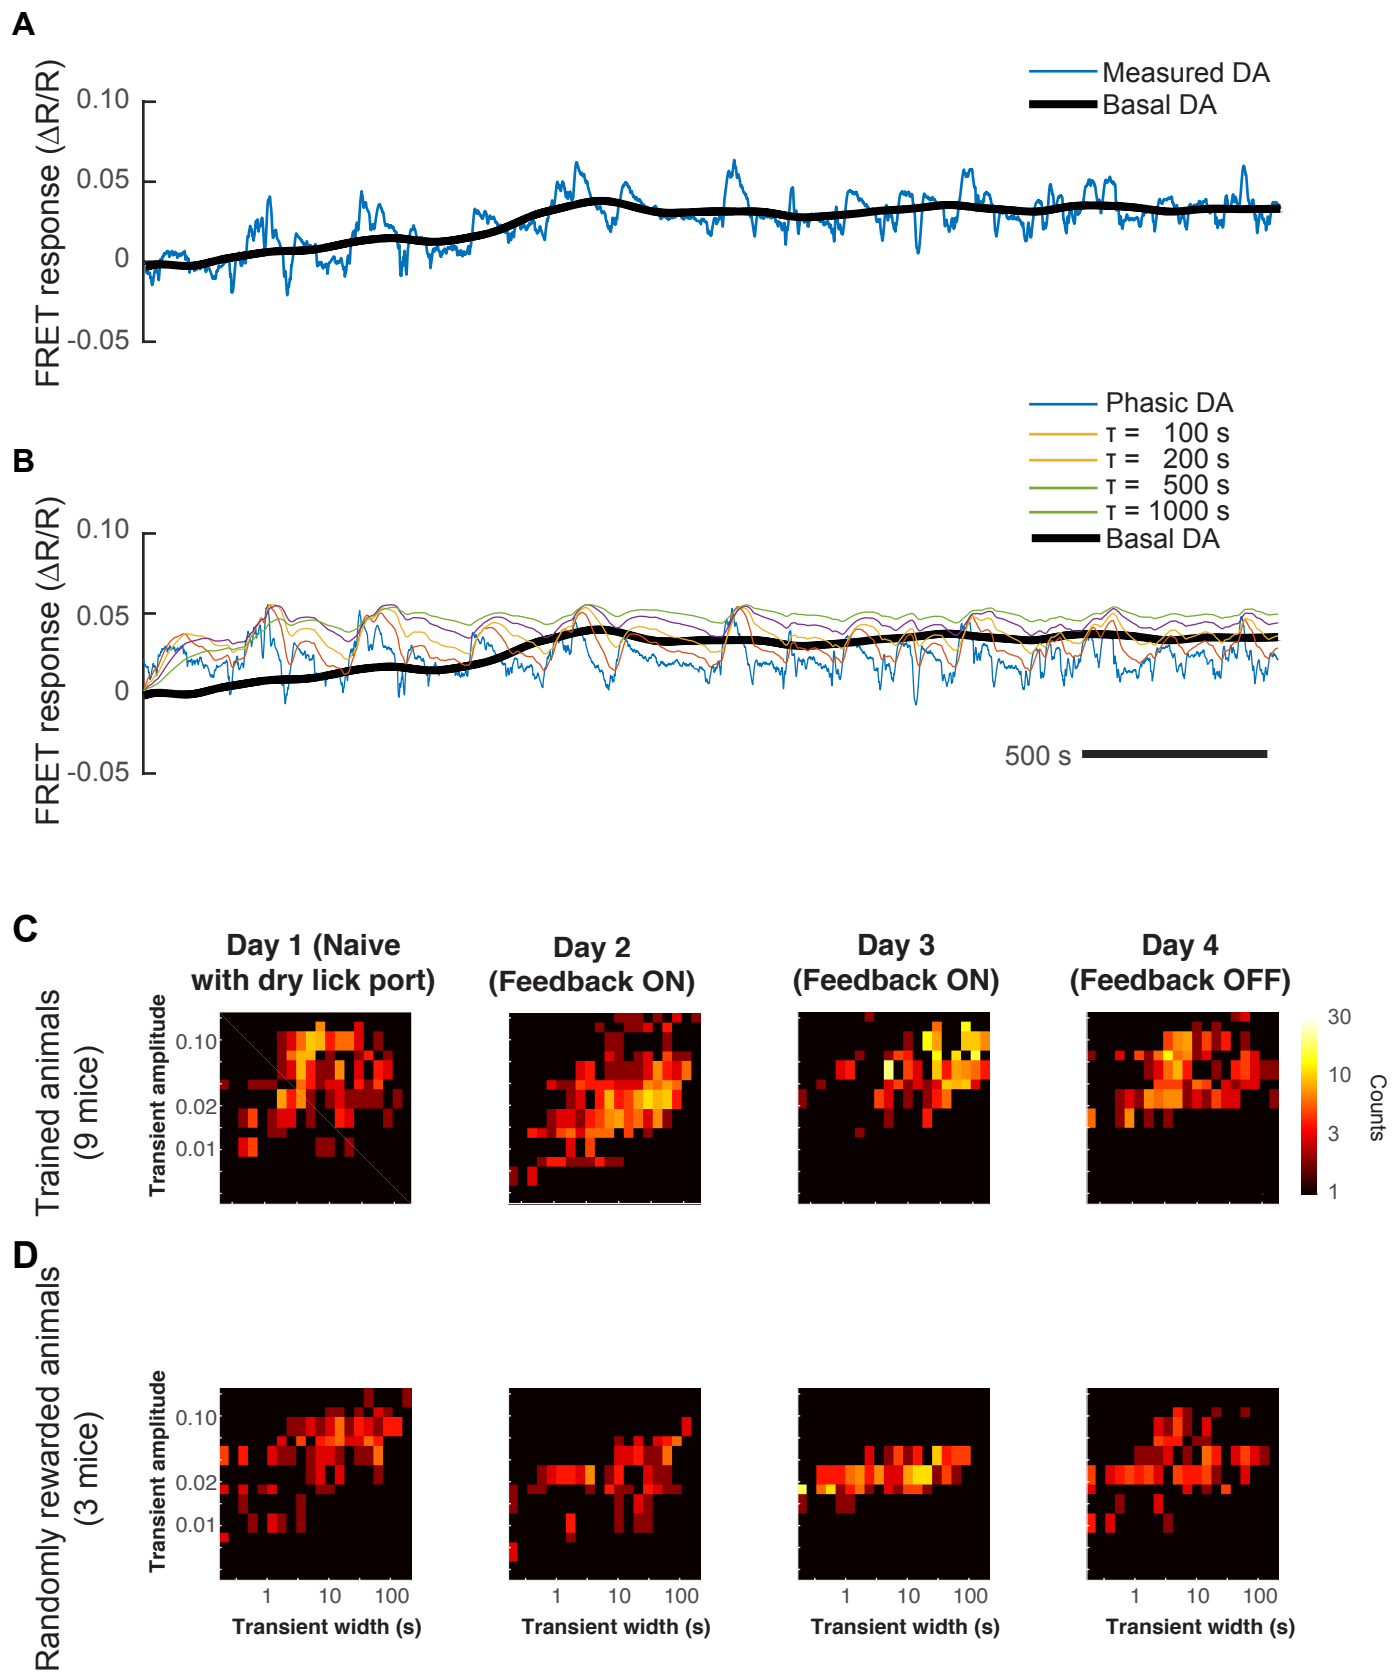 A
FRET response (ΔR/R)
0.10
0.05
0
-0.05
Measured DA
Basal DA
B
FRET response (ΔR/R)
0.10
0.05
0
-0.05
Phasic DA
τ = 100 s
τ = 200 s
τ = 500 s
τ = 1000 s
Basal DA
500 s
C
Trained animals
(9 mice)
Day 1 (Naive
with dry lick port)
Day 2
(Feedback ON)
Day 3
(Feedback ON)
Day 4
(Feedback OFF)
Transient amplitude
0.10
0.02
0.01
30
10
3
1
Counts
D
Randomly rewarded animals
(3 mice)
Transient amplitude
0.10
0.02
0.01
1 10 100
1 10 100
1 10 100
1 10 100
Transient width (s)
Transient width (s)
Transient width (s)
Transient width (s)